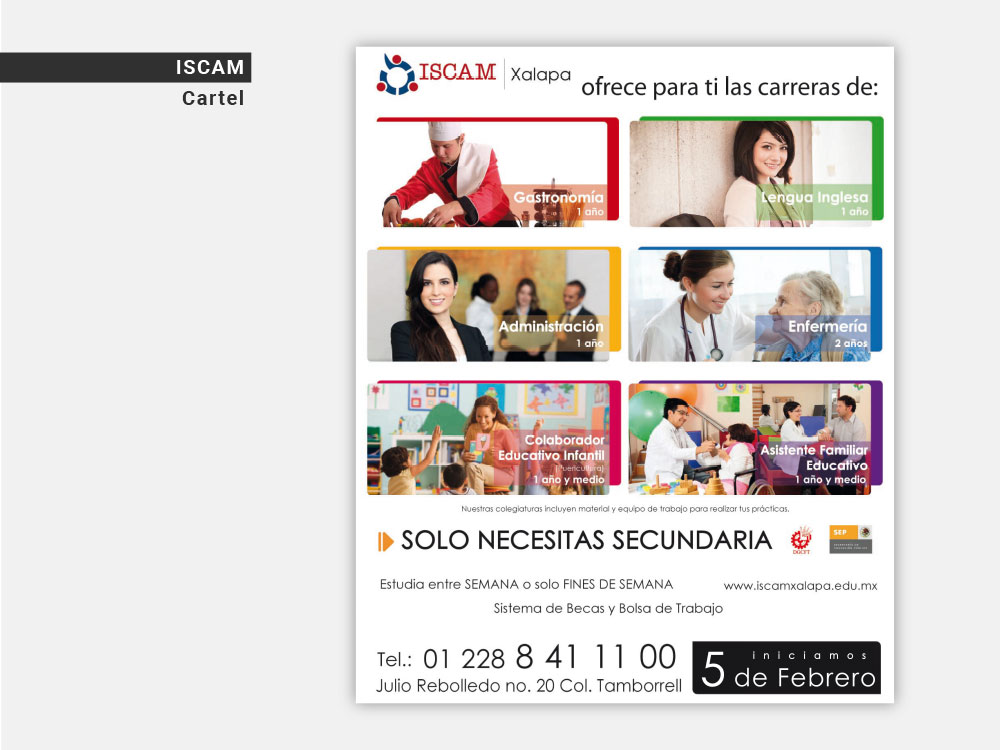 ISCAM
Cartel
ISCAM Xalapa
ofrece para ti las carreras de:
Gastronomía
1 año
Lengua Inglesa
1 año
Administración
1 año
Enfermería
2 años
Colaborador
Educativo Infantil
(Puericultura)
1 año y medio
Asistente Familiar
Educativo
1 año y medio
Nuestras colegiaturas incluyen material y equipo de trabajo para realizar tus prácticas.
SOLO NECESITAS SECUNDARIA
DGCFT
SEP
Estudia entre SEMANA o solo FINES DE SEMANA
www.iscamxalapa.edu.mx
Sistema de Becas y Bolsa de Trabajo
Tel.: 01 228 8 41 11 00
Julio Rebolledo no. 20 Col. Tamborrell
iniciamos
5 de Febrero